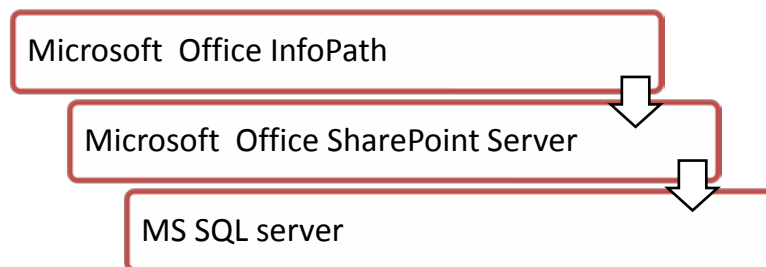 Microsoft  Office InfoPath
Microsoft  Office SharePoint Server
MS SQL server